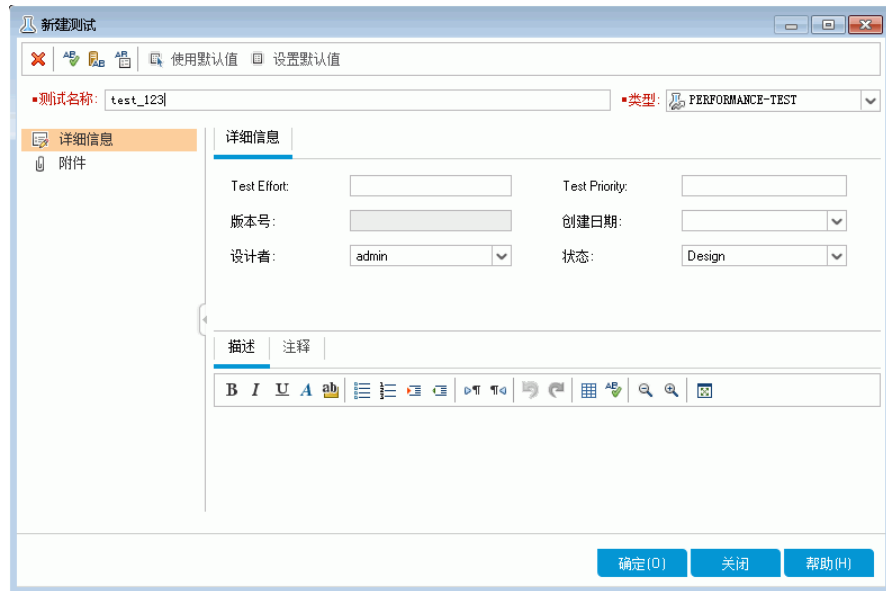 新建测试
使用默认值 设置默认值
▪测试名称: test_123 ▪类型: PERFORMANCE-TEST
详细信息
附件
详细信息
Test Effort: Test Priority:
版本号: 创建日期:
设计者: admin 状态: Design
描述 注释
B I U A ab
确定(O) 关闭 帮助(H)